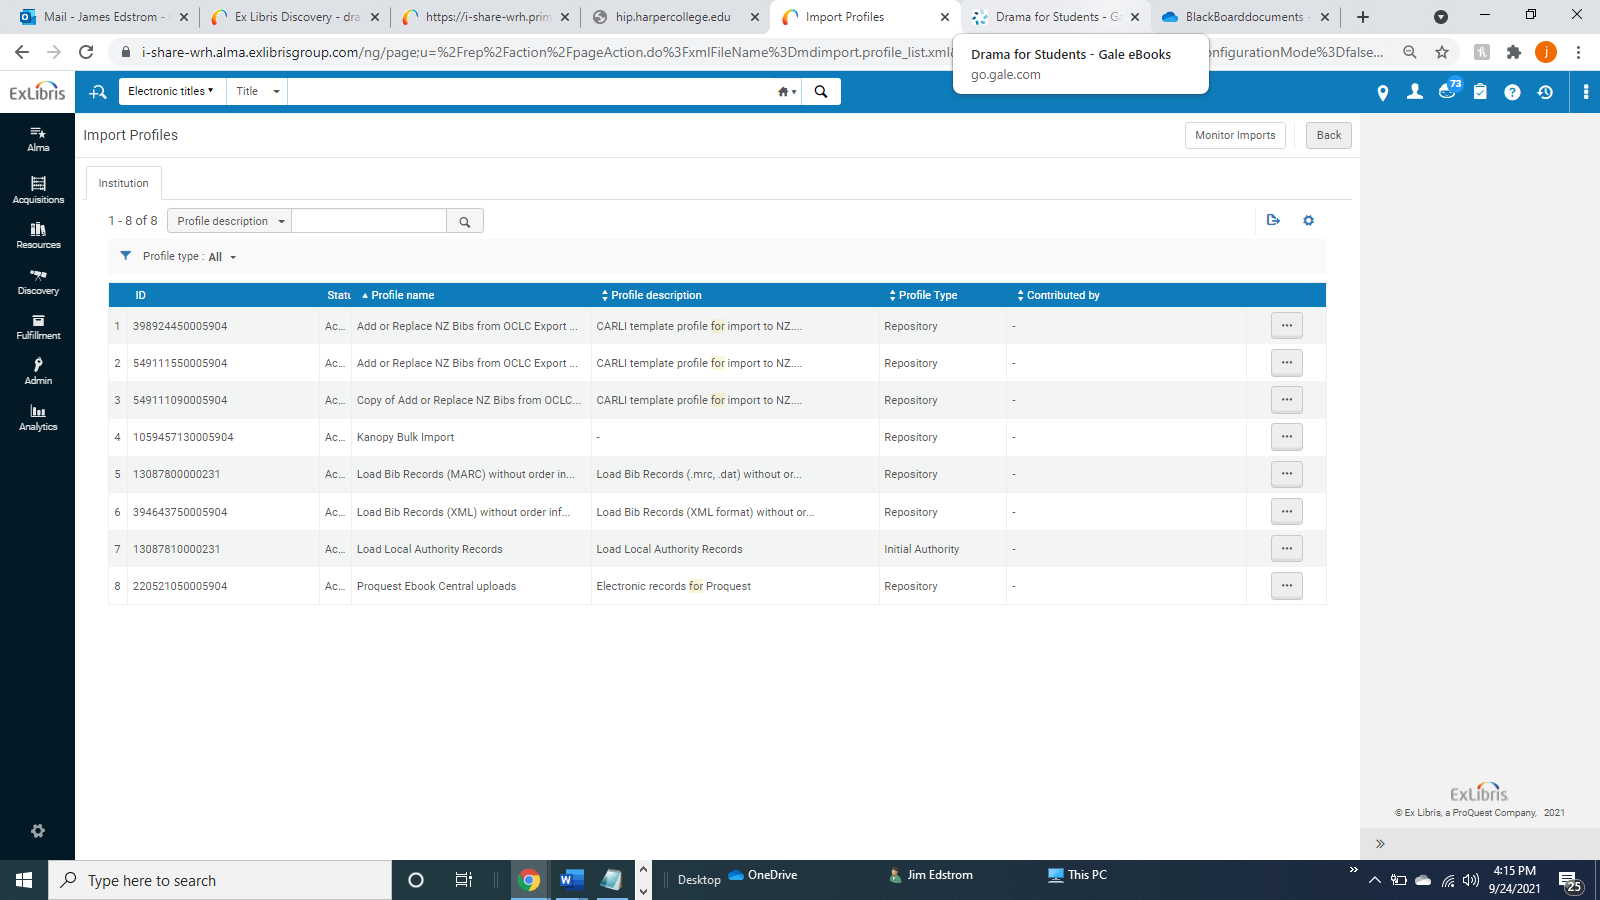 Mail - James Edstrom -
Ex Libris Discovery - dra
https://i-share-wrh.prim
hip.harpercollege.edu
Import Profiles
Drama for Students - Ga
BlackBoarddocuments -
i-share-wrh.alma.exlibrisgroup.com/ng/page;u=%2Frep%2Faction%2FpageAction.do%3FxmlFileName%3Dmdimport.profile_list.xml
onfigurationMode%3Dfalse...
j
Drama for Students - Gale eBooks
go.gale.com
ExLibris
Electronic titles
Title
73
Import Profiles
Monitor Imports
Back
Alma
Acquisitions
Resources
Discovery
Fulfillment
Admin
Analytics
Institution
1 - 8 of 8
Profile description
Profile type : All
ID Statu Profile name Profile description Profile Type Contributed by
1 398924450005904 Ac... Add or Replace NZ Bibs from OCLC Export ... CARLI template profile for import to NZ.... Repository -
2 549111550005904 Ac... Add or Replace NZ Bibs from OCLC Export ... CARLI template profile for import to NZ.... Repository -
3 549111090005904 Ac... Copy of Add or Replace NZ Bibs from OCLC... CARLI template profile for import to NZ.... Repository -
4 1059457130005904 Ac... Kanopy Bulk Import - Repository -
5 13087800000231 Ac... Load Bib Records (MARC) without order in... Load Bib Records (.mrc, .dat) without or... Repository -
6 394643750005904 Ac... Load Bib Records (XML) without order inf... Load Bib Records (XML format) without or... Repository -
7 13087810000231 Ac... Load Local Authority Records Load Local Authority Records Initial Authority -
8 220521050005904 Ac... Proquest Ebook Central uploads Electronic records for Proquest Repository -
ExLibris
© Ex Libris, a ProQuest Company, 2021
Type here to search
Desktop
OneDrive
Jim Edstrom
This PC
4:15 PM
9/24/2021
25